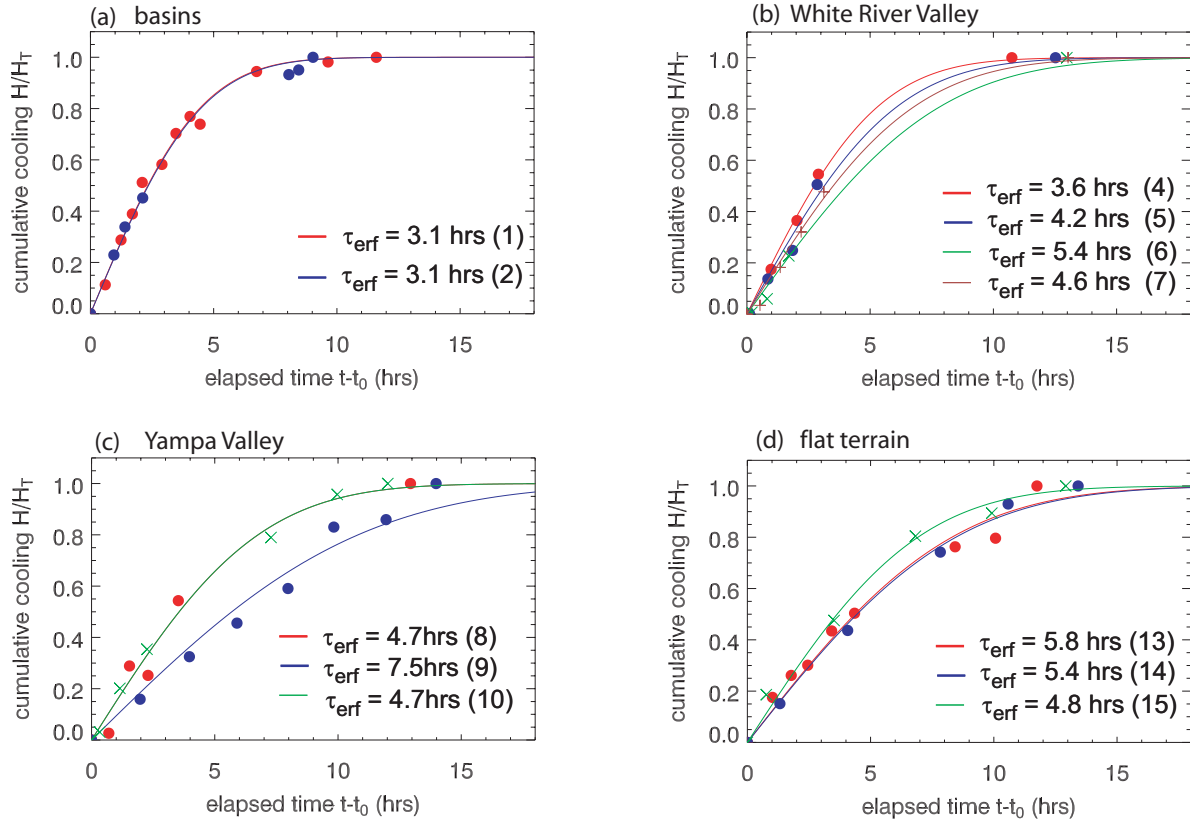 (a) basins
cumulative cooling H/H_T
1.0
0.8
0.6
0.4
0.2
0.0
0 5 10 15
elapsed time t-t_0 (hrs)
τ_erf = 3.1 hrs (1)
τ_erf = 3.1 hrs (2)
(b) White River Valley
cumulative cooling H/H_T
1.0
0.8
0.6
0.4
0.2
0.0
0 5 10 15
elapsed time t-t_0 (hrs)
τ_erf = 3.6 hrs (4)
τ_erf = 4.2 hrs (5)
τ_erf = 5.4 hrs (6)
τ_erf = 4.6 hrs (7)
(c) Yampa Valley
cumulative cooling H/H_T
1.0
0.8
0.6
0.4
0.2
0.0
0 5 10 15
elapsed time t-t_0 (hrs)
τ_erf = 4.7hrs (8)
τ_erf = 7.5hrs (9)
τ_erf = 4.7hrs (10)
(d) flat terrain
cumulative cooling H/H_T
1.0
0.8
0.6
0.4
0.2
0.0
0 5 10 15
elapsed time t-t_0 (hrs)
τ_erf = 5.8 hrs (13)
τ_erf = 5.4 hrs (14)
τ_erf = 4.8 hrs (15)